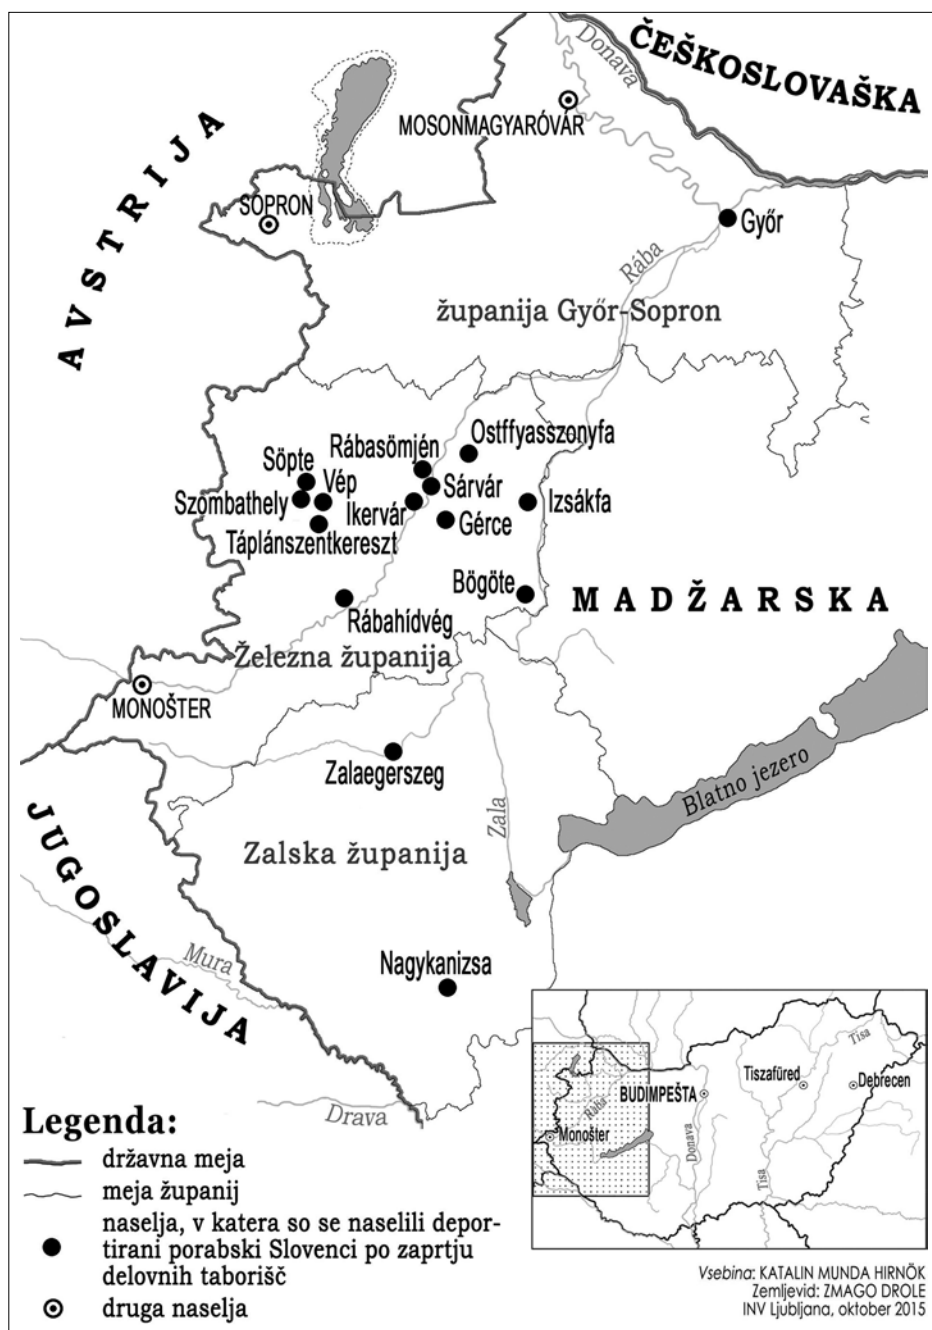 ČEŠKOSLOVAŠKA
Donava
MOSONMAGYARÓVÁR
AVSTRIJA
SOPRON
Győr
Rába
županija Győr-Sopron
Ostffyasszonyfa
Rábasömjén
Söpte
Vép
Sárvár
Szombathely
Ikervár
Izsákfa
Gérce
Táplánszentkereszt
Bögöte
MADŽARSKA
Rábahídvég
Železna županija
MONOŠTER
Zalaegerszeg
Blatno jezero
Zala
Zalska županija
JUGOSLAVIJA
Mura
Nagykanizsa
Drava
Tisa
Tiszafüred
Debrecen
BUDIMPEŠTA
Rába
Monošter
Donava
Tisa
Legenda:
državna meja
meja županij
naselja, v katera so se naselili depor-
tirani porabski Slovenci po zaprtju
delovnih taborišč
druga naselja
Vsebina: KATALIN MUNDA HIRNÖK
Zemljevid: ZMAGO DROLE
INV Ljubljana, oktober 2015